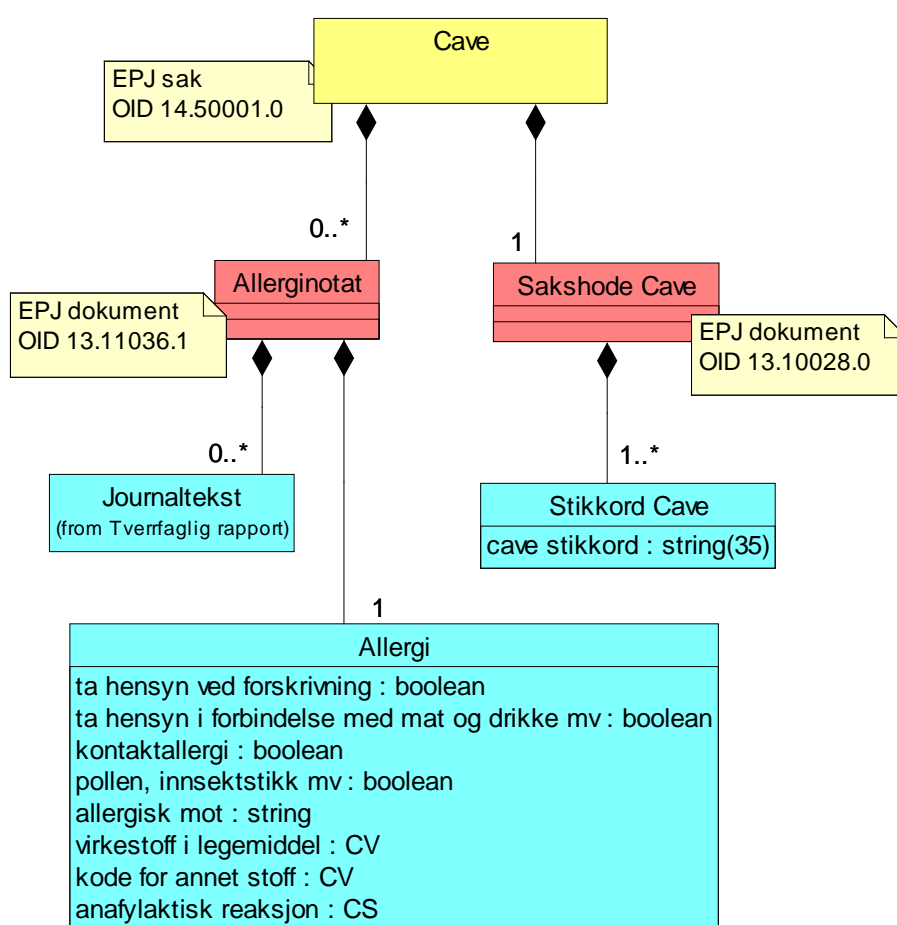 Cave
EPJ sak
OID 14.50001.0
0..*
1
Allerginotat
Sakshode Cave
EPJ dokument
OID 13.11036.1
EPJ dokument
OID 13.10028.0
0..*
1..*
Journaltekst
(from Tverrfaglig rapport)
Stikkord Cave
cave stikkord : string(35)
1
Allergi
ta hensyn ved forskrivning : boolean
ta hensyn i forbindelse med mat og drikke mv : boolean
kontaktallergi : boolean
pollen, innsektstikk mv : boolean
allergisk mot : string
virkestoff i legemiddel : CV
kode for annet stoff : CV
anafylaktisk reaksjon : CS